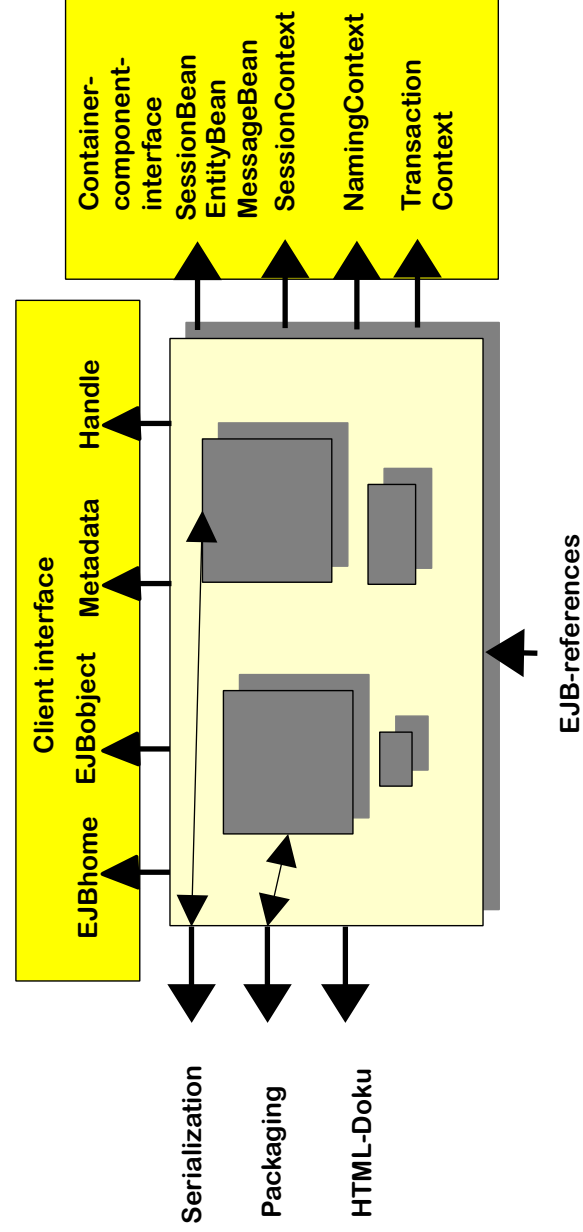 Client interface
EJBhome
EJBobject
Metadata
Handle
Container-
component-
interface
SessionBean
EntityBean
MessageBean
SessionContext
NamingContext
Transaction
Context
Serialization
Packaging
HTML-Doku
EJB-references